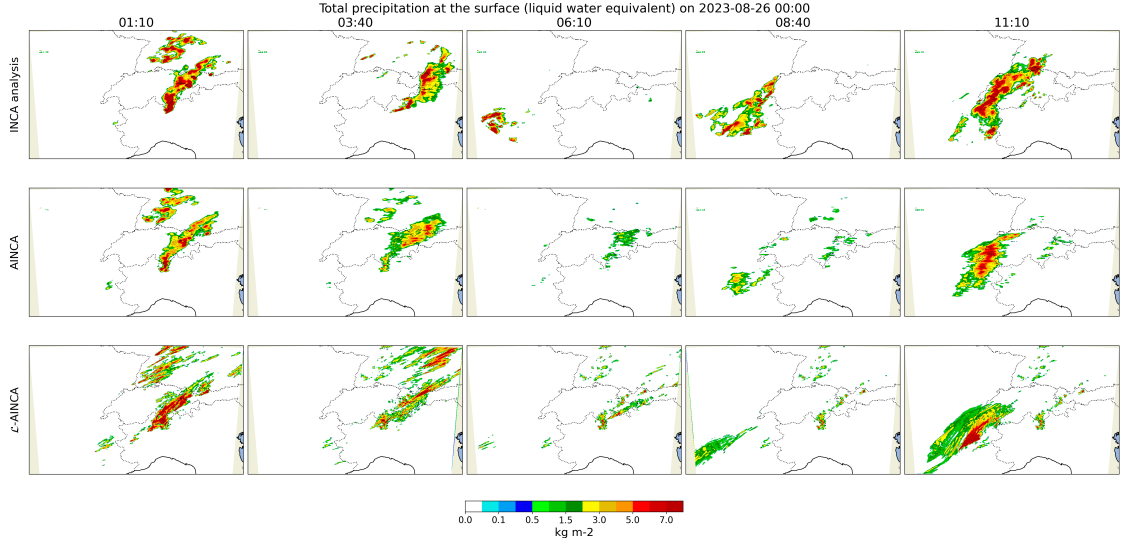 Total precipitation at the surface (liquid water equivalent) on 2023-08-26 00:00
01:10 03:40 06:10 08:40 11:10
INCA analysis
AINCA
ℒ-AINCA
0.0 0.1 0.5 1.5 3.0 5.0 7.0
kg m-2